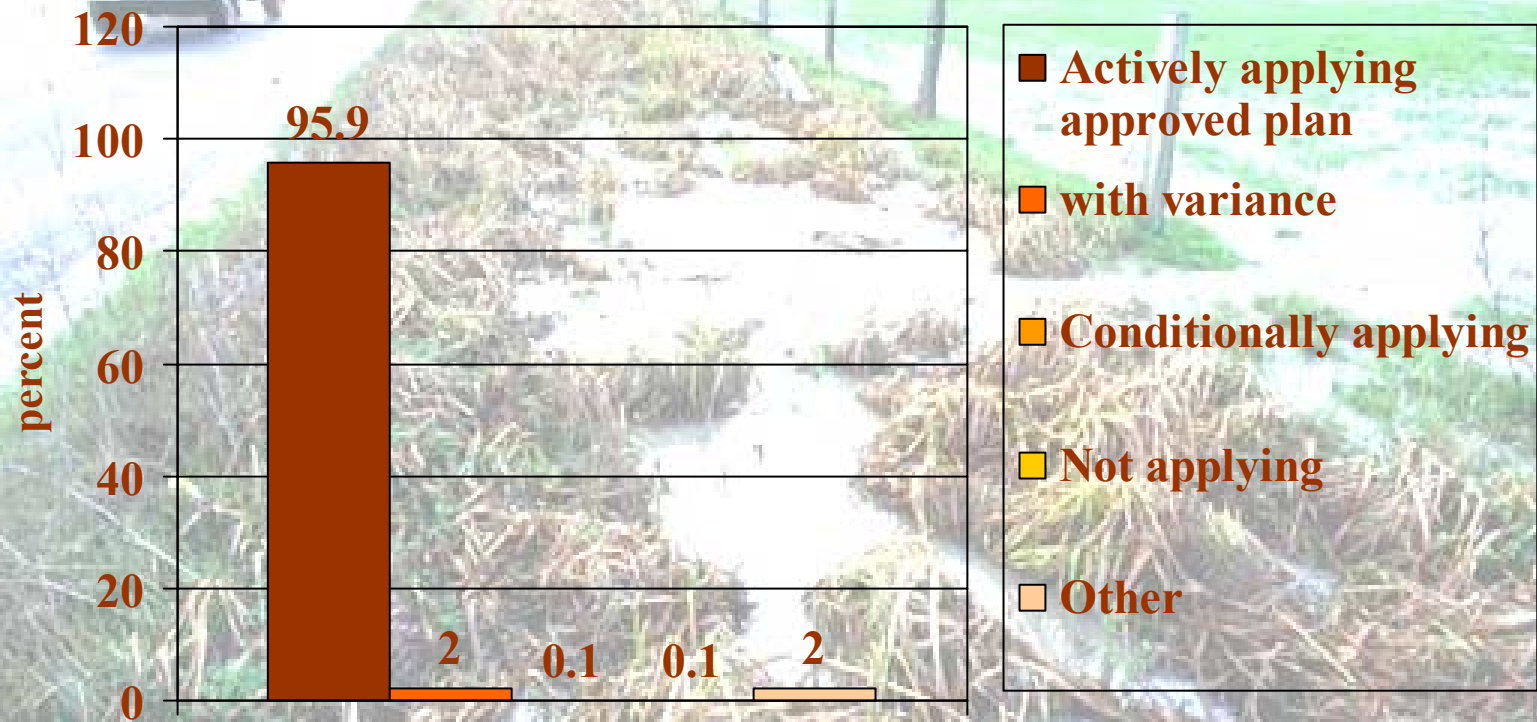 120
100
80
60
40
20
0
percent
95.9
2
0.1
0.1
2
Actively applying
approved plan
with variance
Conditionally applying
Not applying
Other